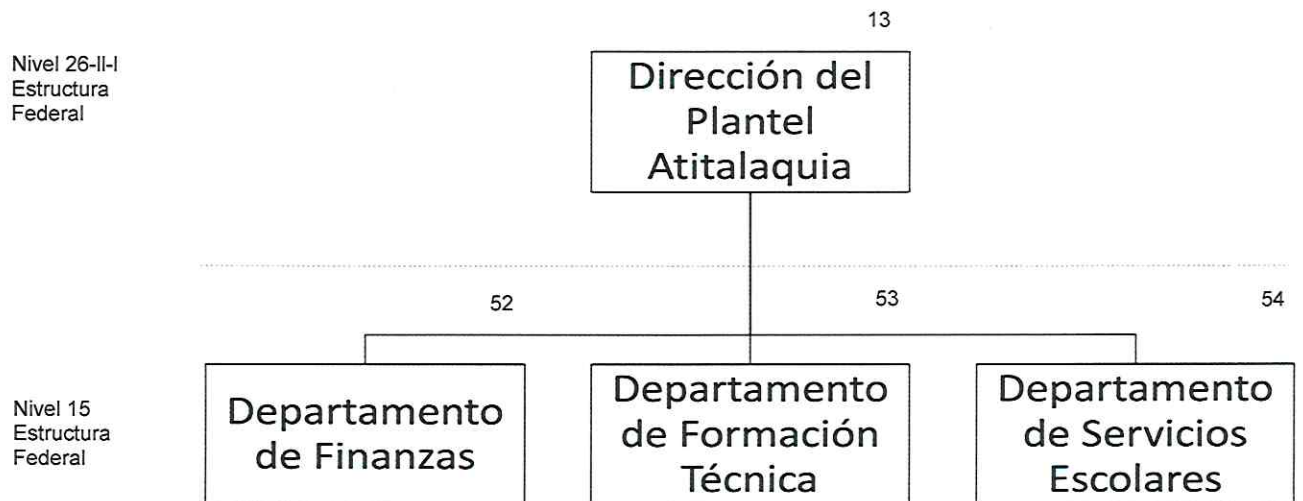 13
Nivel 26-II-I
Estructura
Federal
Dirección del
Plantel
Atitalaquia
52
53
54
Nivel 15
Estructura
Federal
Departamento
de Finanzas
Departamento
de Formación
Técnica
Departamento
de Servicios
Escolares